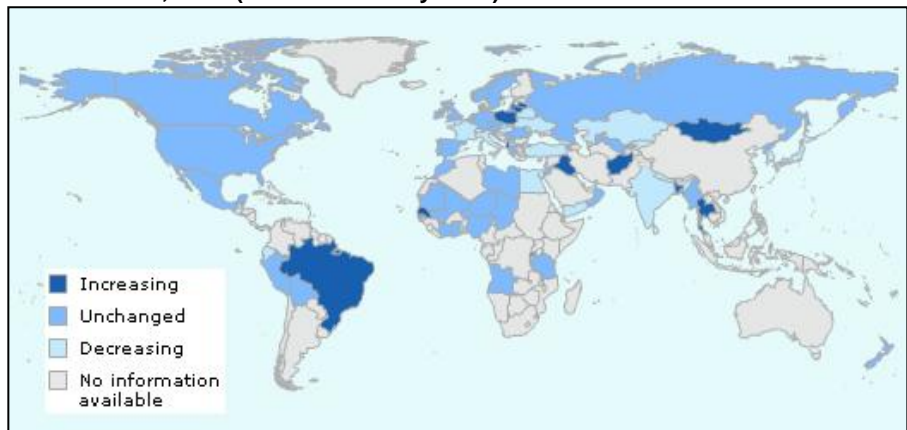 Increasing
Unchanged
Decreasing
No information
available